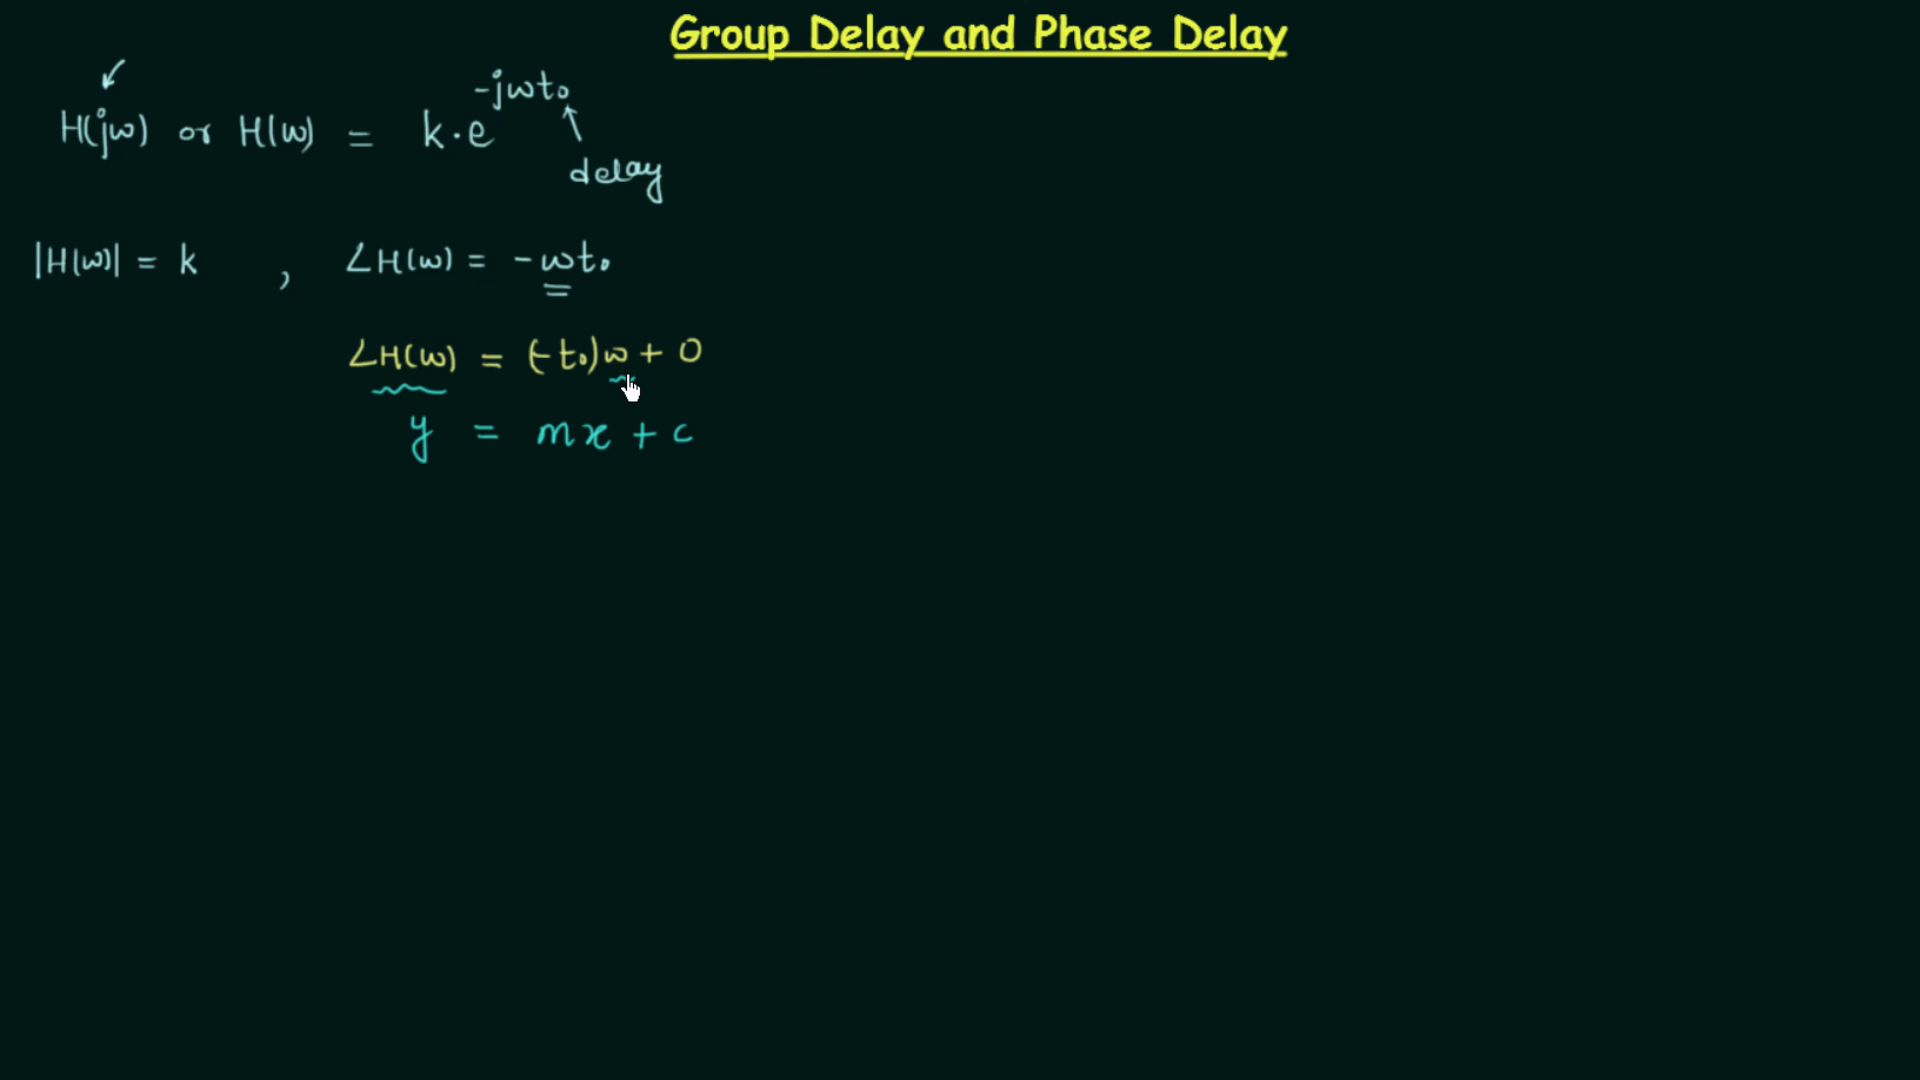 Group Delay and Phase Delay
H(jω) or H(ω) = k·e^-jωt₀
delay
|H(ω)| = k , ∠H(ω) = -ωt₀
∠H(ω) = (-t₀)ω + 0
y = mx + c